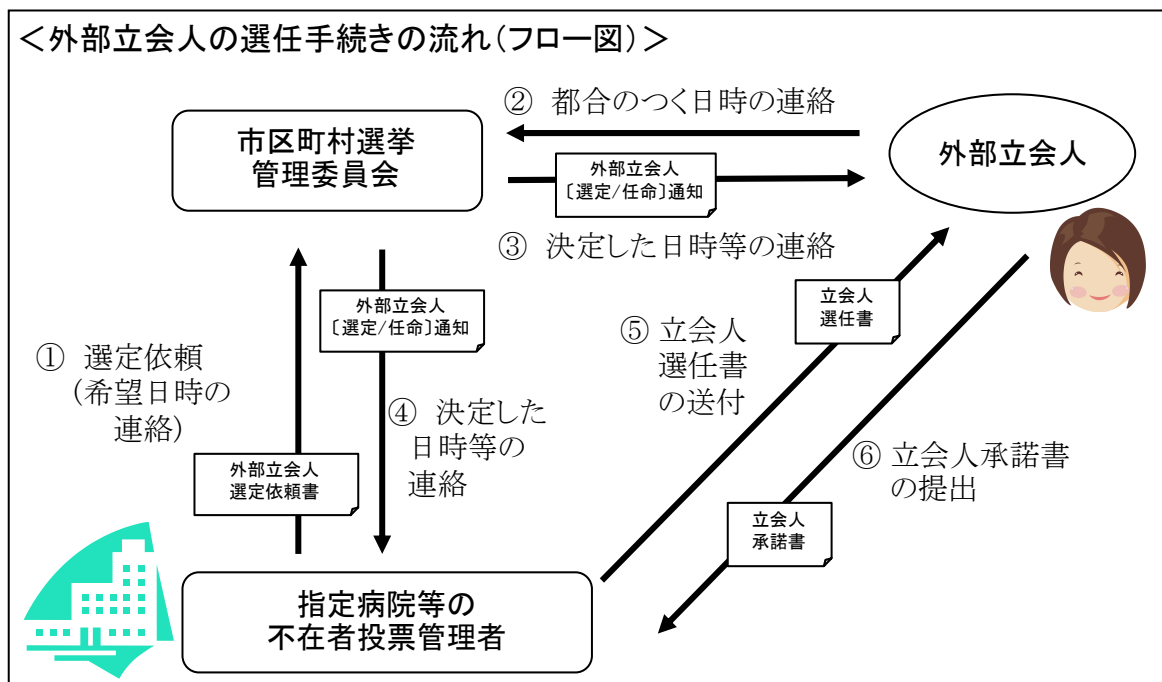 ＜外部立会人の選任手続きの流れ（フロー図）＞
② 都合のつく日時の連絡
市区町村選挙
管理委員会
外部立会人
外部立会人
〔選定/任命〕通知
③ 決定した日時等の連絡
外部立会人
〔選定/任命〕通知
立会人
選任書
① 選定依頼
（希望日時の
連絡）
⑤ 立会人
選任書
の送付
④ 決定した
日時等の
連絡
外部立会人
選定依頼書
⑥ 立会人承諾書
の提出
立会人
承諾書
指定病院等の
不在者投票管理者